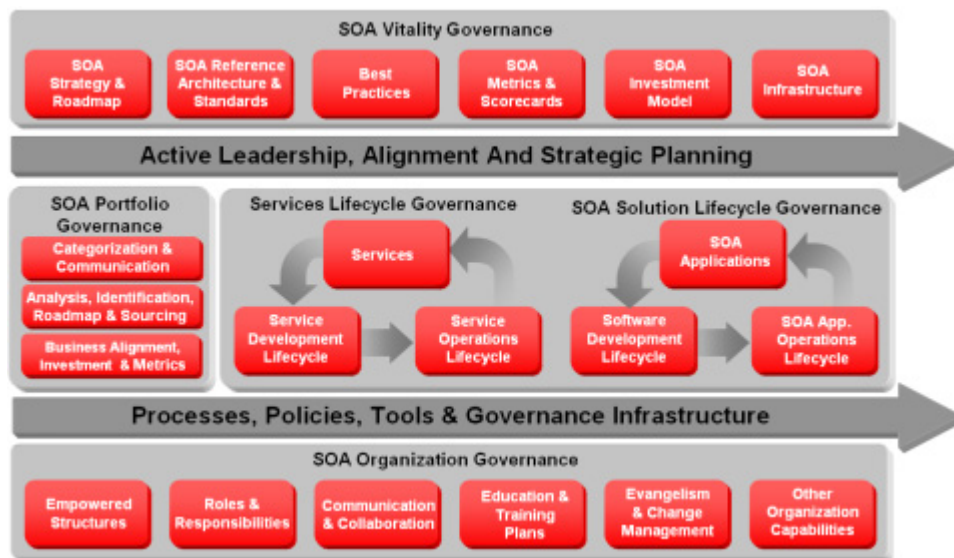 SOA Vitality Governance
SOA
Strategy &
Roadmap
SOA Reference
Architecture &
Standards
Best
Practices
SOA
Metrics &
Scorecards
SOA
Investment
Model
SOA
Infrastructure
Active Leadership, Alignment And Strategic Planning
SOA Portfolio
Governance
Categorization &
Communication
Analysis, Identification,
Roadmap & Sourcing
Business Alignment,
Investment & Metrics
Services Lifecycle Governance
Services
Service
Development
Lifecycle
Service
Operations
Lifecycle
SOA Solution Lifecycle Governance
SOA
Applications
Software
Development
Lifecycle
SOA App.
Operations
Lifecycle
Processes, Policies, Tools & Governance Infrastructure
SOA Organization Governance
Empowered
Structures
Roles &
Responsibilities
Communication
& Collaboration
Education &
Training
Plans
Evangelism
& Change
Management
Other
Organization
Capabilities